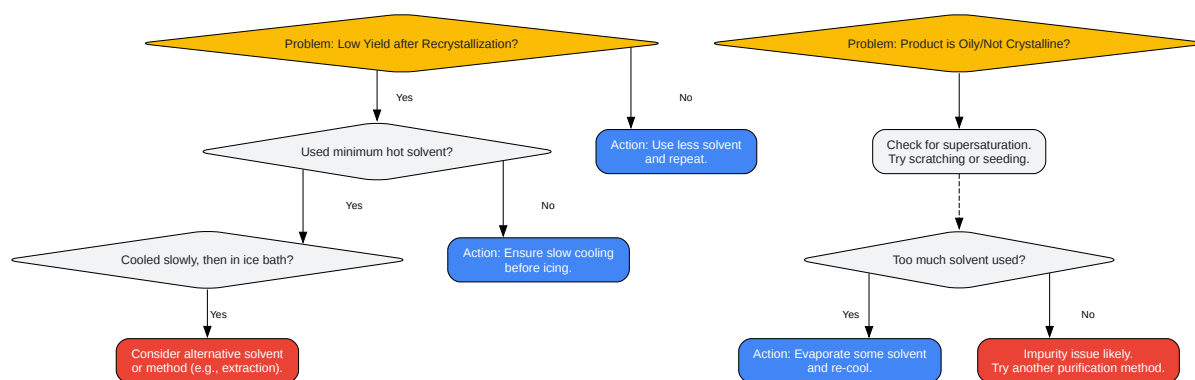 Problem: Low Yield after Recrystallization?
Problem: Product is Oily/Not Crystalline?
Yes
No
Used minimum hot solvent?
Action: Use less solvent
and repeat.
Check for supersaturation.
Try scratching or seeding.
Yes
No
Cooled slowly, then in ice bath?
Action: Ensure slow cooling
before icing.
Too much solvent used?
Yes
Yes
No
Consider alternative solvent
or method (e.g., extraction).
Action: Evaporate some solvent
and re-cool.
Impurity issue likely.
Try another purification method.